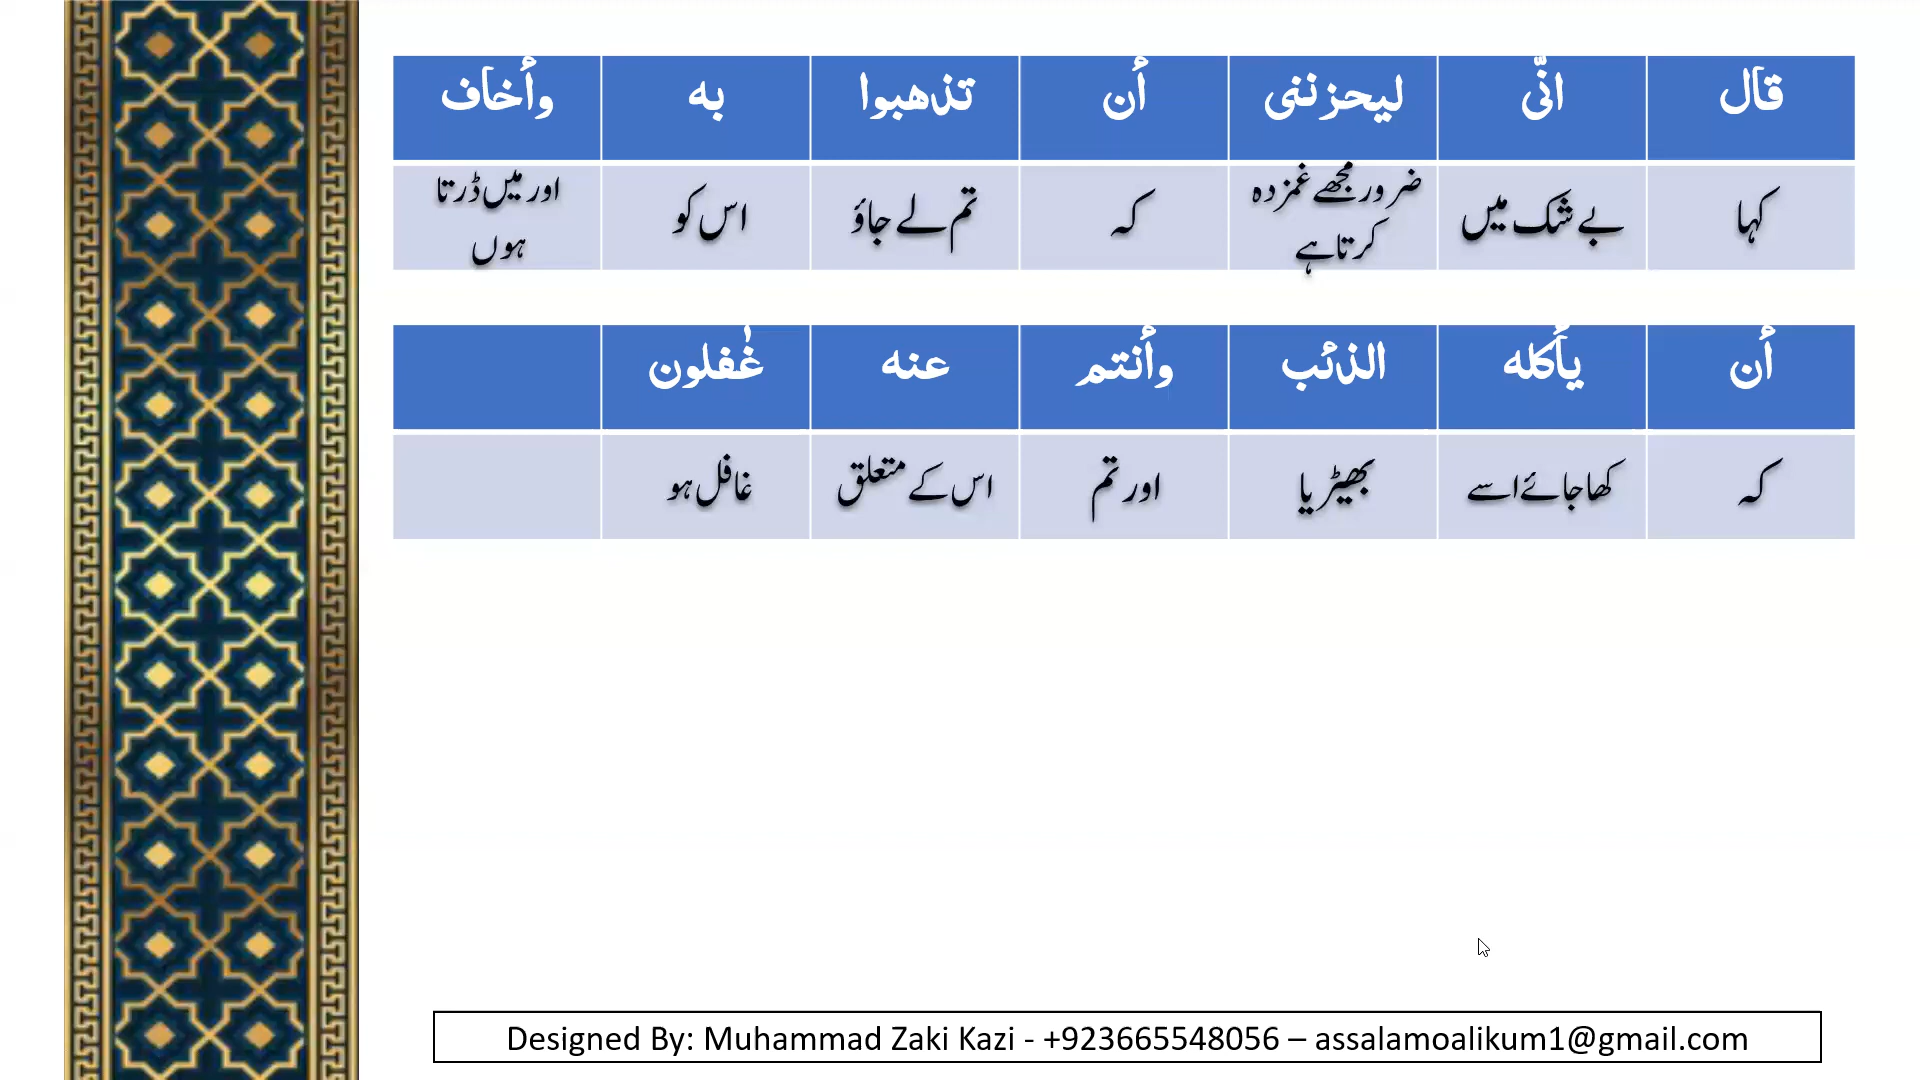 قال انّی لیحزننی أن تذهبوا به وأخاف
کہا بے شک میں ضرور مجھے غمزدہ کرتا ہے کہ تم لے جاؤ اس کو اور میں ڈرتا ہوں
أن یأکله الذئب وأنتم عنه غٰفلون
کہ کھا جائے اسے بھیڑیا اور تم اس کے متعلق غافل ہو
Designed By: Muhammad Zaki Kazi - +923665548056 – assalamoalikum1@gmail.com